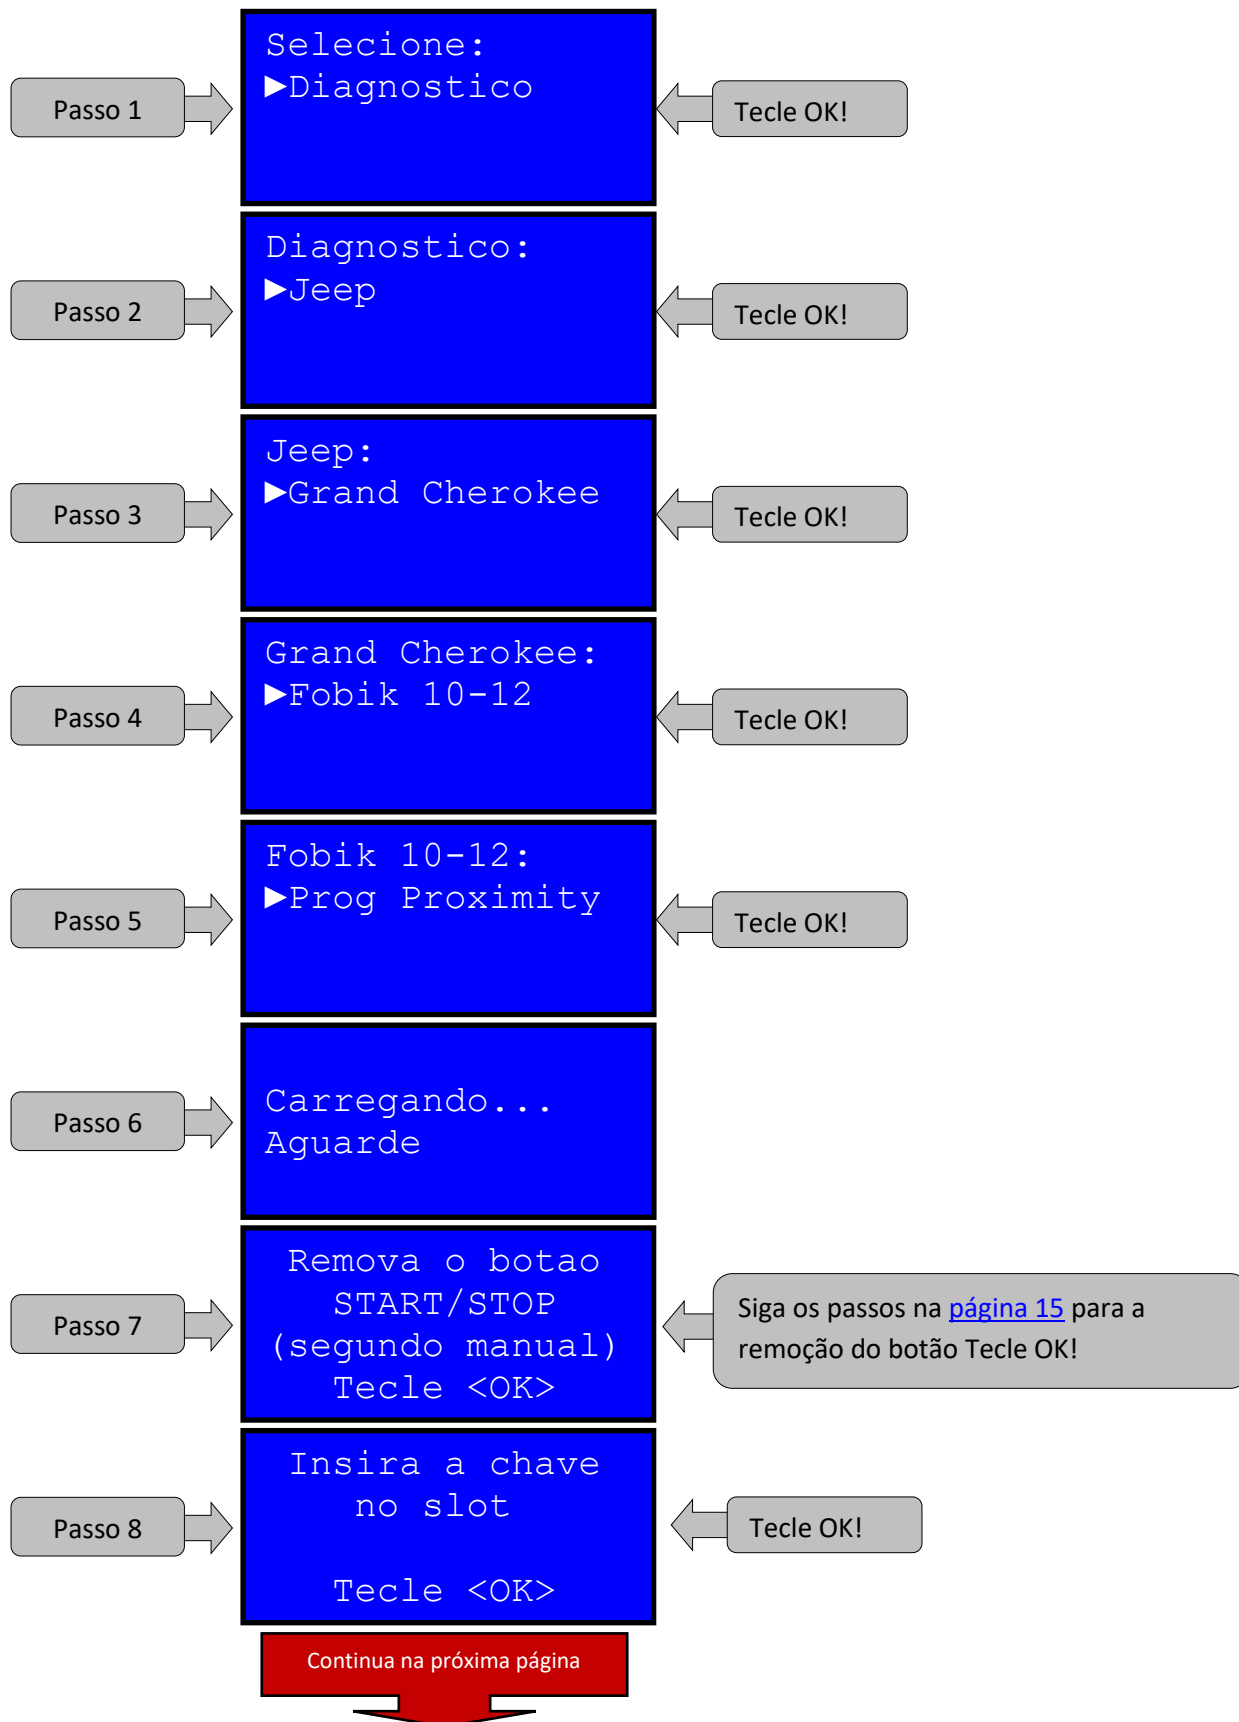 Selecione:
►Diagnostico
Passo 1
Tecle OK!
Diagnostico:
►Jeep
Passo 2
Tecle OK!
Jeep:
►Grand Cherokee
Passo 3
Tecle OK!
Grand Cherokee:
►Fobik 10-12
Passo 4
Tecle OK!
Fobik 10-12:
►Prog Proximity
Passo 5
Tecle OK!
Carregando...
Aguarde
Passo 6
Remova o botao
START/STOP
(segundo manual)
Tecle <OK>
Passo 7
Siga os passos na página 15 para a
remoção do botão Tecle OK!
Insira a chave
no slot
Tecle <OK>
Passo 8
Tecle OK!
Continua na próxima página